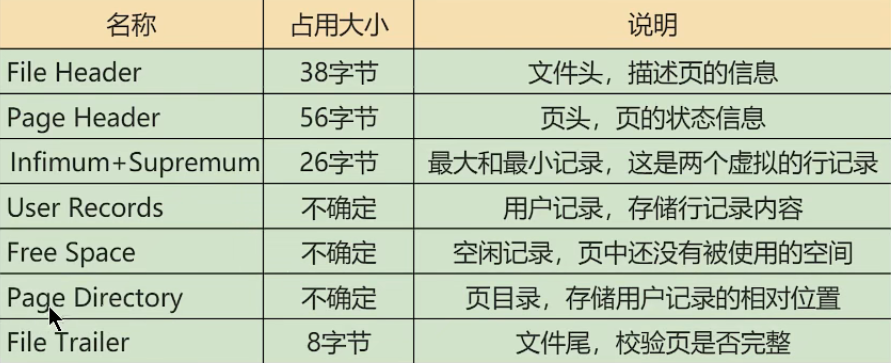 名称 占用大小 说明
File Header 38字节 文件头，描述页的信息
Page Header 56字节 页头，页的状态信息
Infimum+Supremum 26字节 最大和最小记录，这是两个虚拟的行记录
User Records 不确定 用户记录，存储行记录内容
Free Space 不确定 空闲记录，页中还没有被使用的空间
Page Directory 不确定 页目录，存储用户记录的相对位置
File Trailer 8字节 文件尾，校验页是否完整